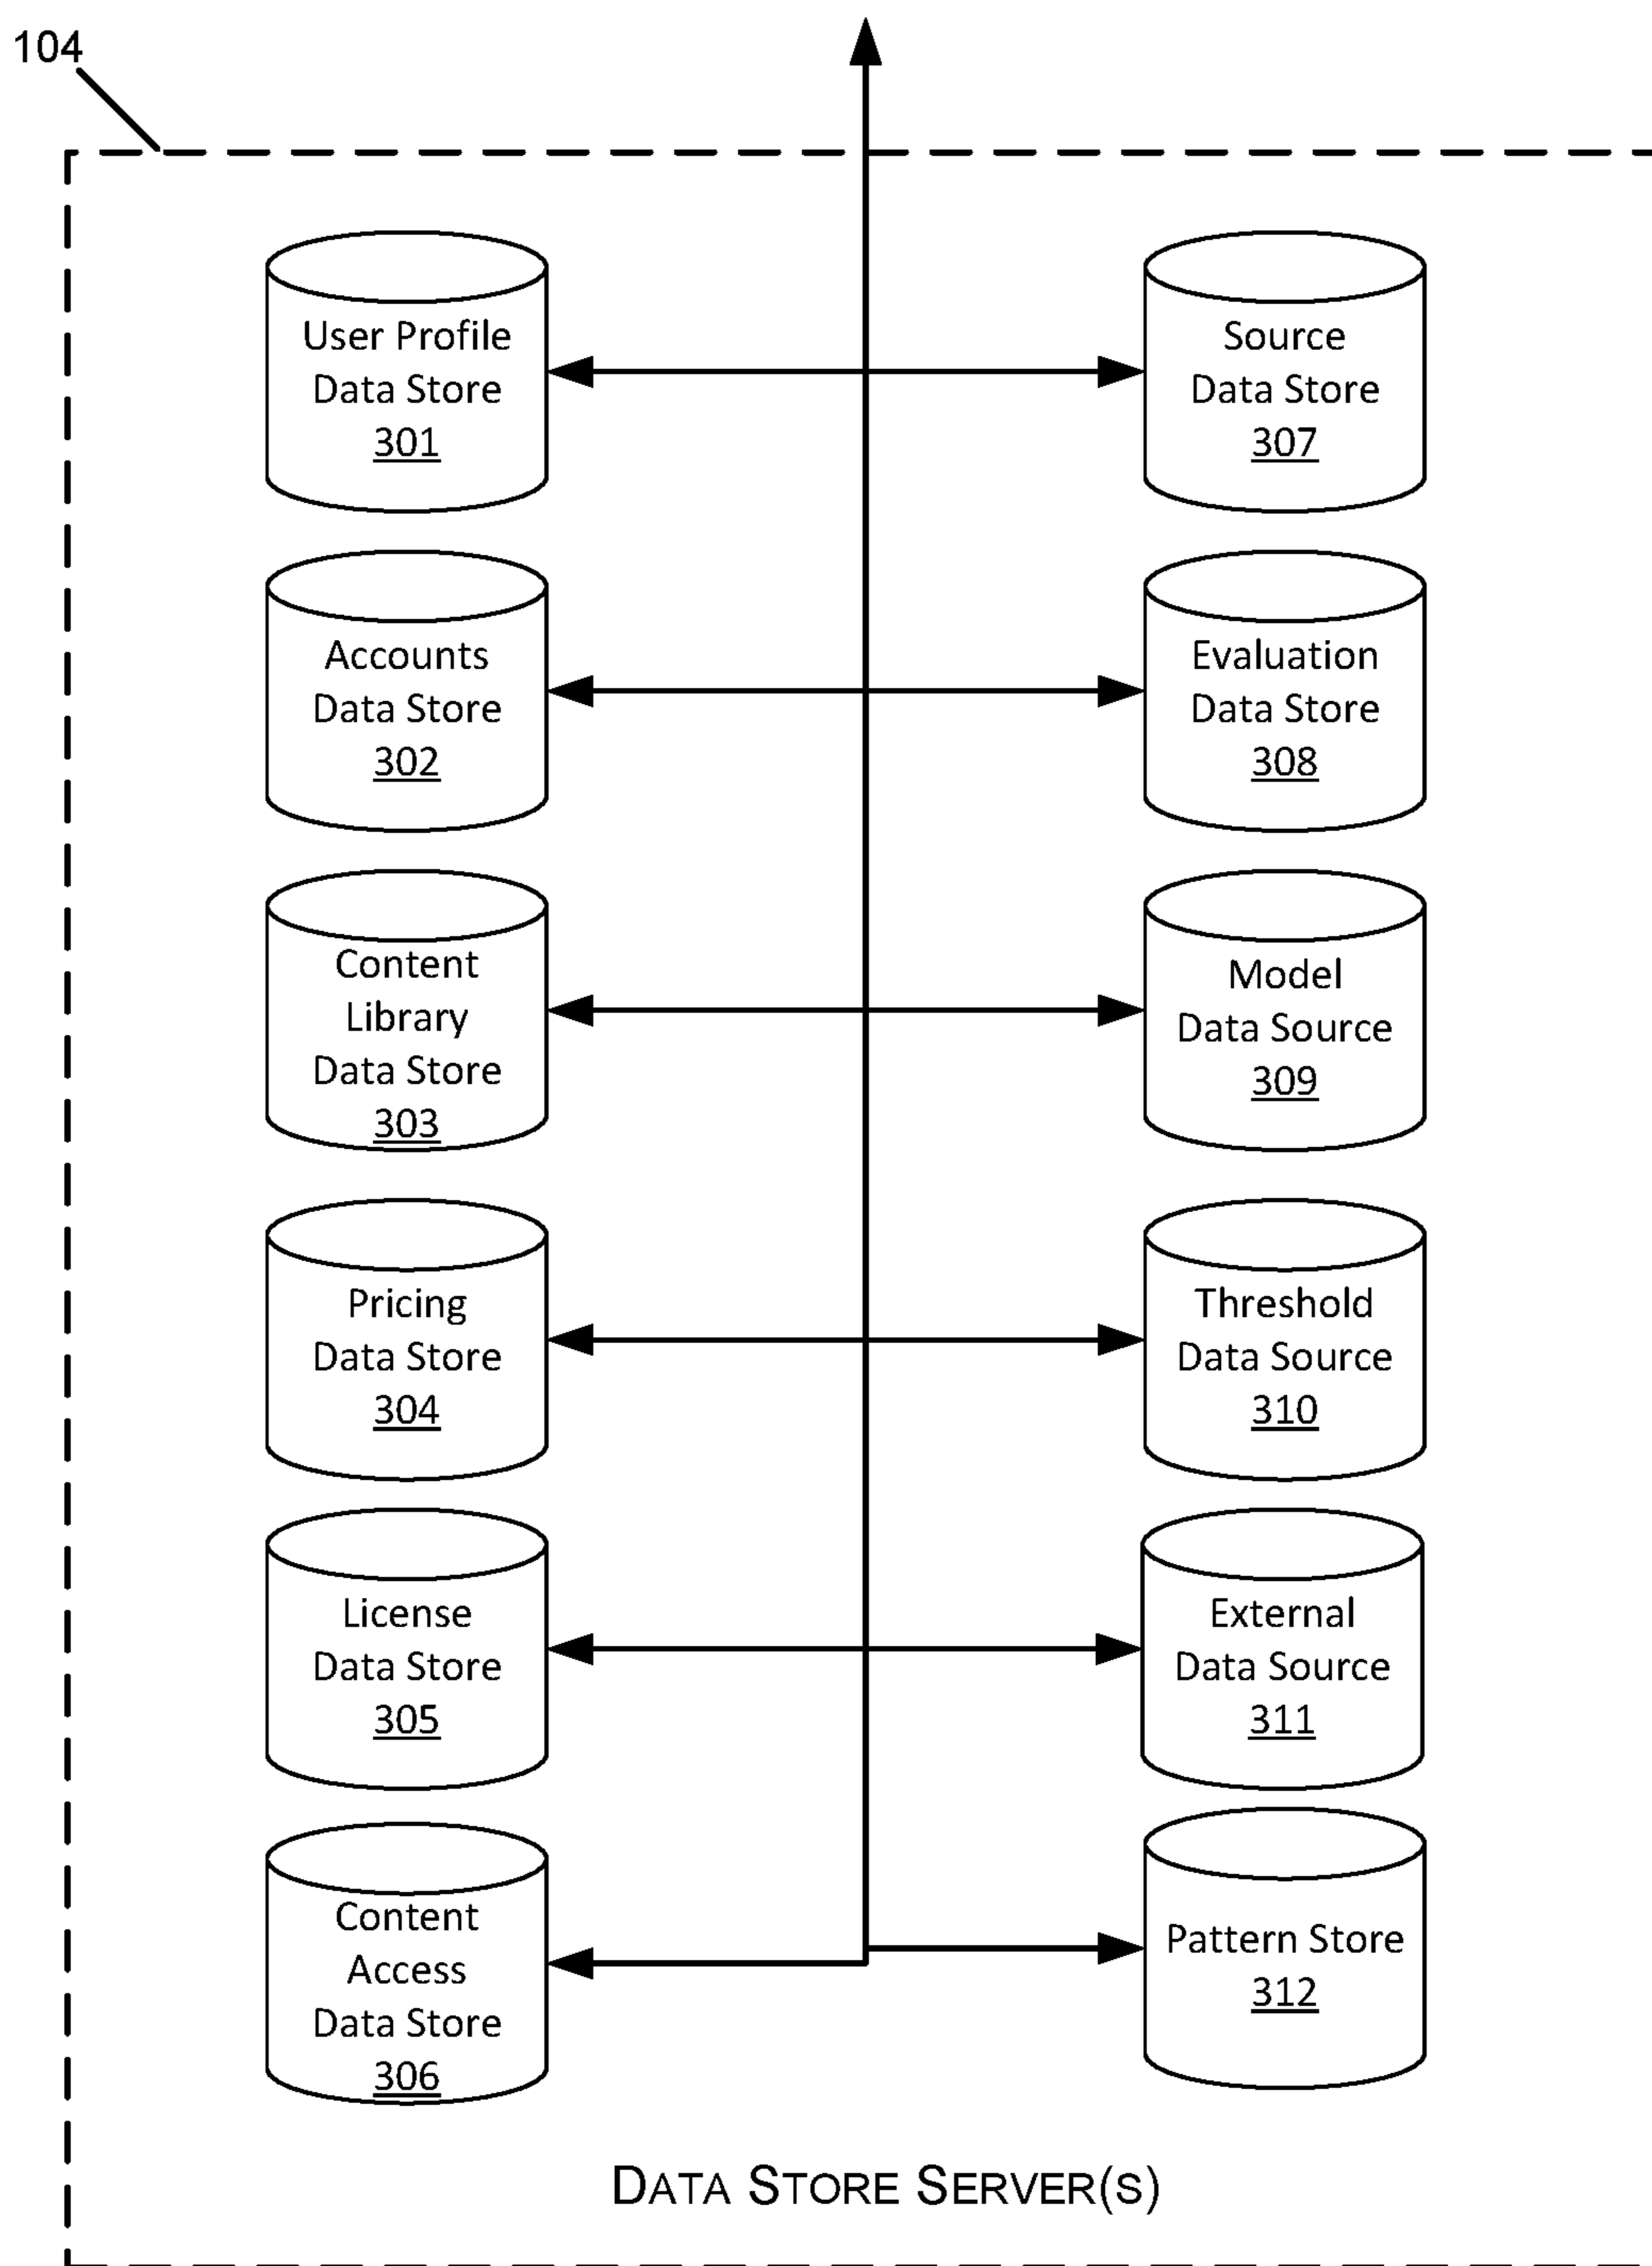 104
User Profile
Data Store
301
Source
Data Store
307
Accounts
Data Store
302
Evaluation
Data Store
308
Content
Library
Data Store
303
Model
Data Source
309
Pricing
Data Store
304
Threshold
Data Source
310
License
Data Store
305
External
Data Source
311
Content
Access
Data Store
306
Pattern Store
312
DATA STORE SERVER(S)